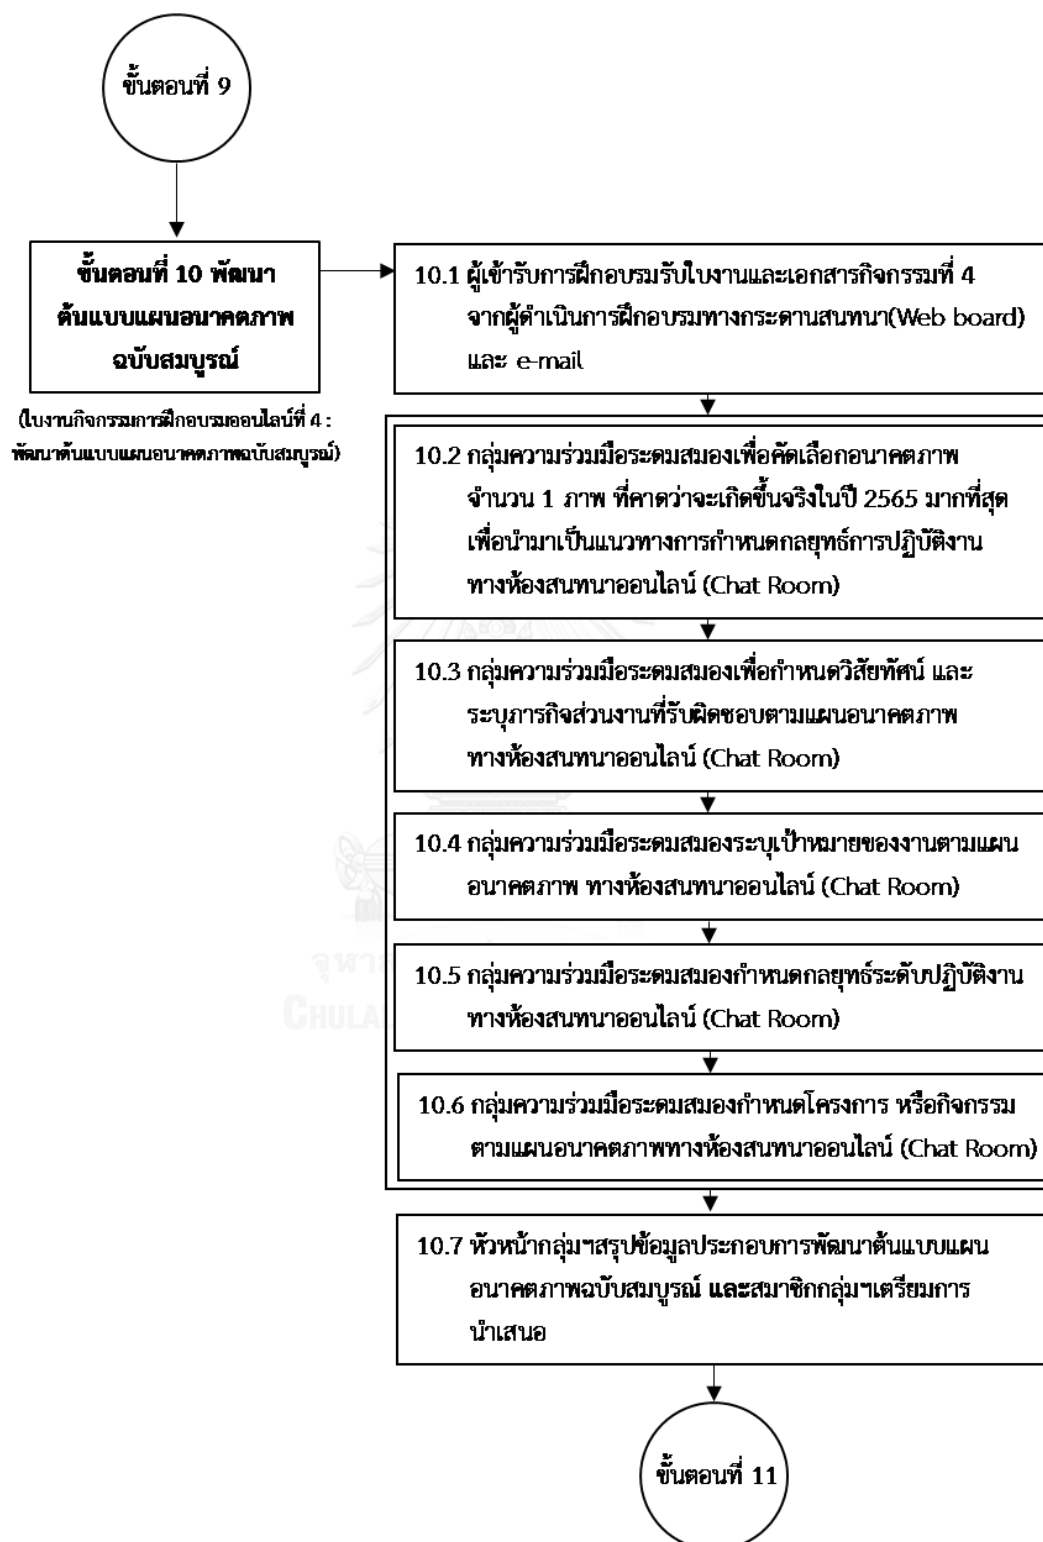 ขั้นตอนที่ 9
ขั้นตอนที่ 10 พัฒนา
ต้นแบบแผนอนาคตภาพ
ฉบับสมบูรณ์
(ใบงานกิจกรรมการฝึกอบรมออนไลน์ที่ 4 :
พัฒนาต้นแบบแผนอนาคตภาพฉบับสมบูรณ์)
10.1 ผู้เข้ารับการฝึกอบรมรับใบงานและเอกสารกิจกรรมที่ 4
จากผู้ดำเนินการฝึกอบรมทางกระดานสนทนา(Web board)
และ e-mail
10.2 กลุ่มความร่วมมือระดมสมองเพื่อคัดเลือกอนาคตภาพ
จำนวน 1 ภาพ ที่คาดว่าจะเกิดขึ้นจริงในปี 2565 มากที่สุด
เพื่อนำมาเป็นแนวทางการกำหนดกลยุทธ์การปฏิบัติงาน
ทางห้องสนทนาออนไลน์ (Chat Room)
10.3 กลุ่มความร่วมมือระดมสมองเพื่อกำหนดวิสัยทัศน์ และ
ระบุภารกิจส่วนงานที่รับผิดชอบตามแผนอนาคตภาพ
ทางห้องสนทนาออนไลน์ (Chat Room)
10.4 กลุ่มความร่วมมือระดมสมองระบุเป้าหมายของงานตามแผน
อนาคตภาพ ทางห้องสนทนาออนไลน์ (Chat Room)
10.5 กลุ่มความร่วมมือระดมสมองกำหนดกลยุทธ์ระดับปฏิบัติงาน
ทางห้องสนทนาออนไลน์ (Chat Room)
10.6 กลุ่มความร่วมมือระดมสมองกำหนดโครงการ หรือกิจกรรม
ตามแผนอนาคตภาพทางห้องสนทนาออนไลน์ (Chat Room)
10.7 หัวหน้ากลุ่มฯสรุปข้อมูลประกอบการพัฒนาต้นแบบแผน
อนาคตภาพฉบับสมบูรณ์ และสมาชิกกลุ่มฯเตรียมการ
นำเสนอ
ขั้นตอนที่ 11